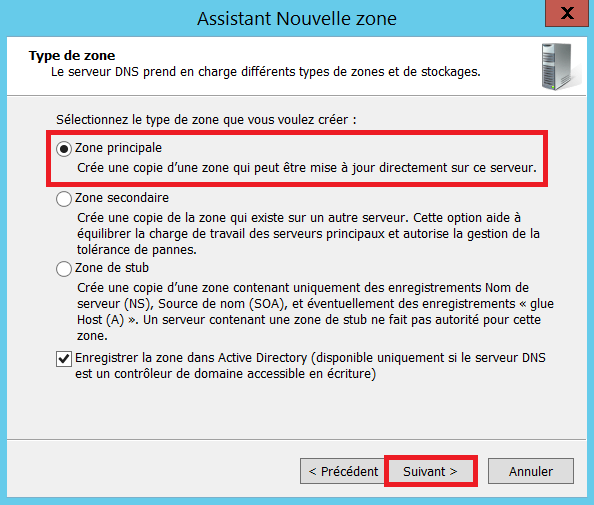 Assistant Nouvelle zone
X
Type de zone
Le serveur DNS prend en charge différents types de zones et de stockages.
Sélectionnez le type de zone que vous voulez créer :
Zone principale
Crée une copie d'une zone qui peut être mise à jour directement sur ce serveur.
Zone secondaire
Crée une copie de la zone qui existe sur un autre serveur. Cette option aide à
équilibrer la charge de travail des serveurs principaux et autorise la gestion de la
tolérance de pannes.
Zone de stub
Crée une copie d'une zone contenant uniquement des enregistrements Nom de
serveur (NS), Source de nom (SOA), et éventuellement des enregistrements « glue
Host (A) ». Un serveur contenant une zone de stub ne fait pas autorité pour cette
zone.
Enregistrer la zone dans Active Directory (disponible uniquement si le serveur DNS
est un contrôleur de domaine accessible en écriture)
< Précédent Suivant > Annuler